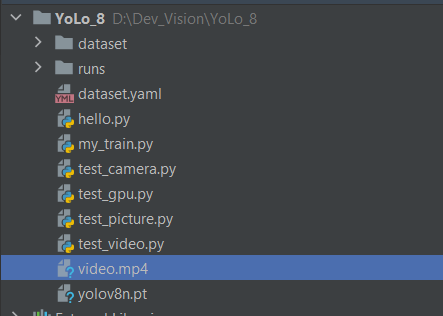 YoLo_8 D:\Dev_Vision\YoLo_8
dataset
runs
YML dataset.yaml
hello.py
my_train.py
test_camera.py
test_gpu.py
test_picture.py
test_video.py
video.mp4
yolov8n.pt